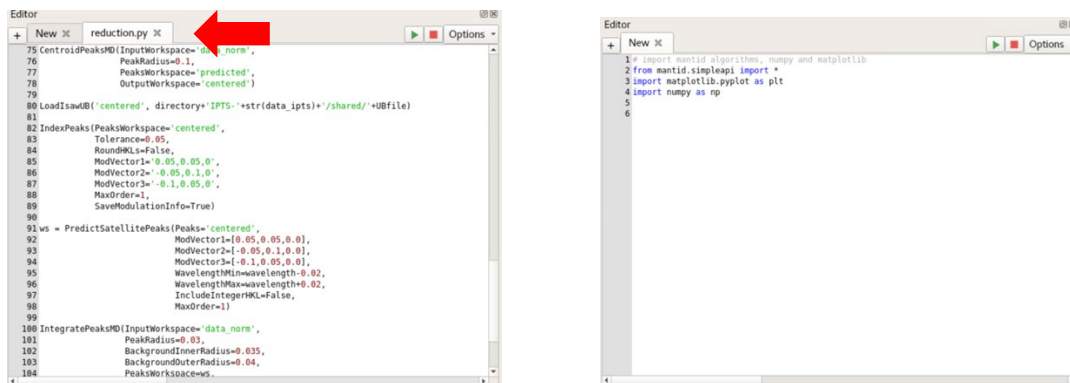 Editor
+ New reduction.py Options
75 CentroidPeaksMD(InputWorkspace='data_norm',
76 PeakRadius=0.1,
77 PeaksWorkspace='predicted',
78 OutputWorkspace='centered')
79
80 LoadIsawUB('centered', directory+'IPTS-'+str(data_ipts)+'/shared/'+UBfile)
81
82 IndexPeaks(PeaksWorkspace='centered',
83 Tolerance=0.05,
84 RoundHKLs=False,
85 ModVector1='0.05,0.05,0',
86 ModVector2='-0.05,0.1,0',
87 ModVector3='-0.1,0.05,0',
88 MaxOrder=1,
89 SaveModulationInfo=True)
90
91 ws = PredictSatellitePeaks(Peaks='centered',
92 ModVector1=[0.05,0.05,0.0],
93 ModVector2=[-0.05,0.1,0.0],
94 ModVector3=[-0.1,0.05,0.0],
95 WavelengthMin=wavelength-0.02,
96 WavelengthMax=wavelength+0.02,
97 IncludeIntegerHKL=False,
98 MaxOrder=1)
99
100 IntegratePeaksMD(InputWorkspace='data_norm',
101 PeakRadius=0.03,
102 BackgroundInnerRadius=0.035,
103 BackgroundOuterRadius=0.04,
104 PeaksWorkspace=ws,
Editor
+ New Options
1 # import mantid algorithms, numpy and matplotlib
2 from mantid.simpleapi import *
3 import matplotlib.pyplot as plt
4 import numpy as np
5
6